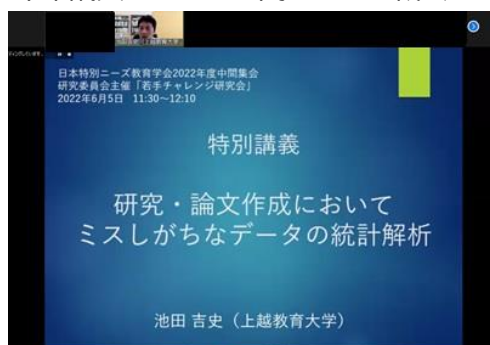 日本特別ニーズ教育学会2022年度中間集会
研究委員会主催「若手チャレンジ研究会」
2022年6月5日 11:30～12:10
特別講義
研究・論文作成において
ミスしがちなデータの統計解析
池田 吉史（上越教育大学）